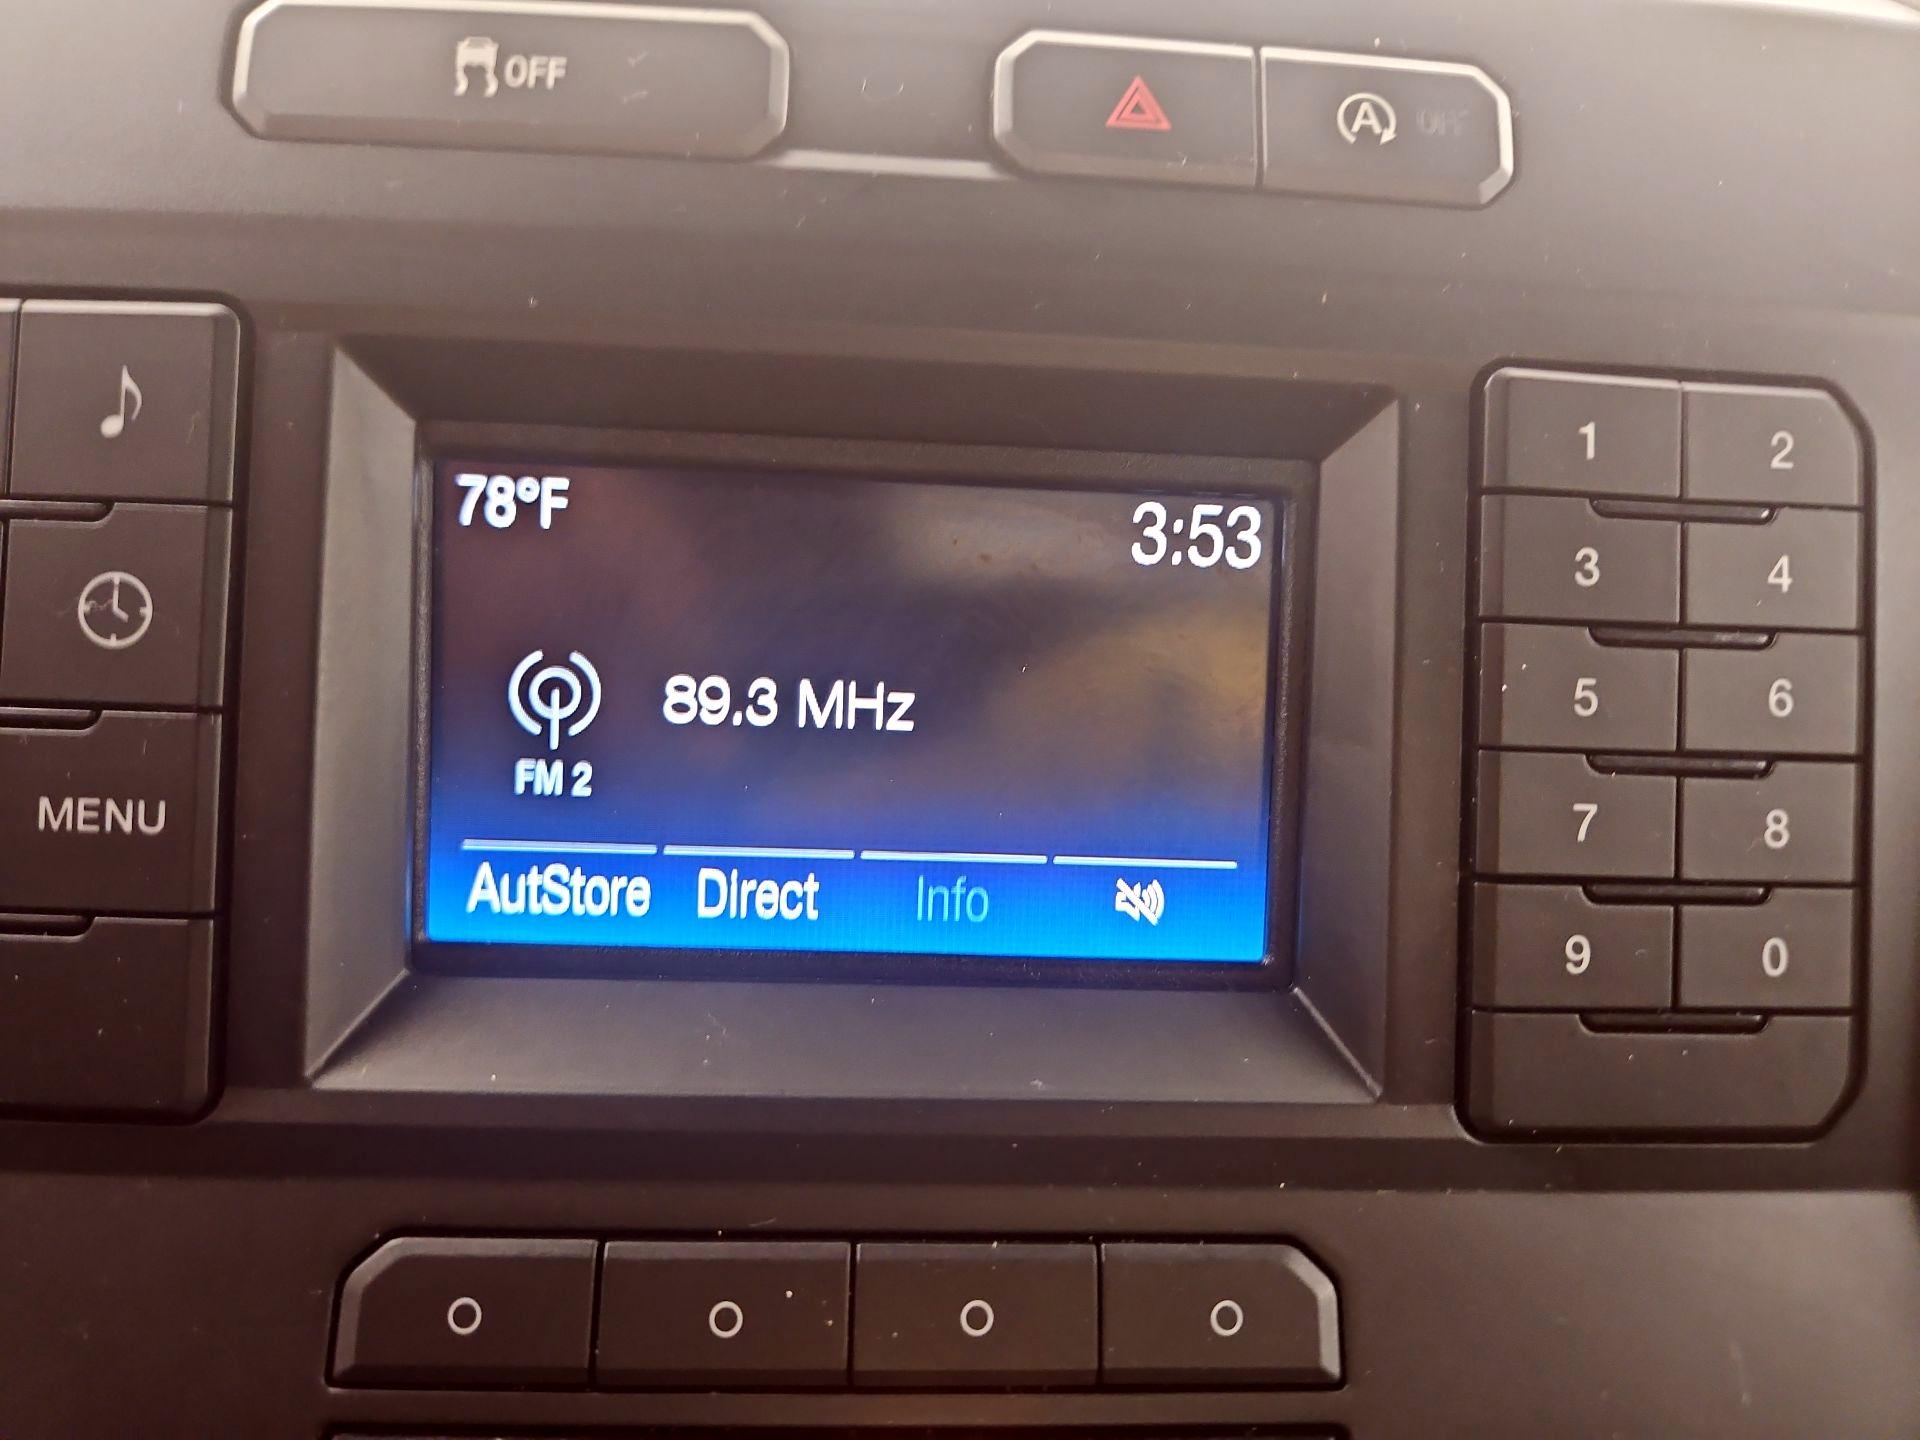 OFF
A OFF
78°F
3:53
89.3 MHz
FM 2
AutStore Direct Info
MENU
1 2
3 4
5 6
7 8
9 0